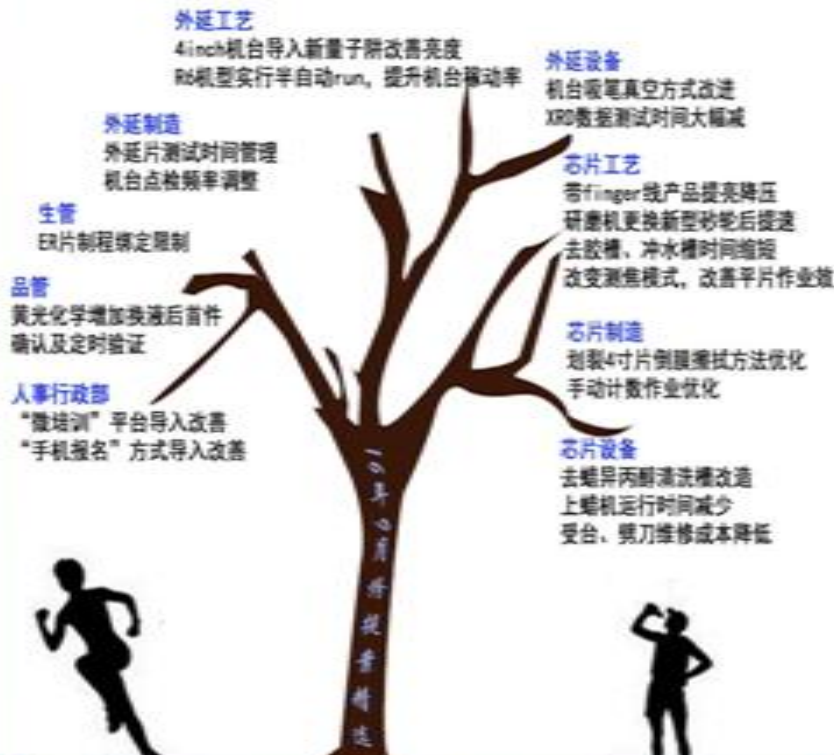 外延工艺
4inch机台导入新量子阱改善亮度
R6机型实行半自动run，提升机台稼动率
外延设备
机台吸笔真空方式改进
XRD数据测试时间大幅减
外延制造
外延片测试时间管理
机台点检频率调整
芯片工艺
带finger线产品提亮降压
研磨机更换新型砂轮后提速
去胶槽、冲水槽时间缩短
改变测焦模式，改善平片作业效
生管
ER片制程绑定限制
品管
黄光化学增加换液后首件
确认及定时验证
芯片制造
划裂4寸片倒膜擦拭方法优化
手动计数作业优化
人事行政部
“微培训”平台导入改善
“手机报名”方式导入改善
芯片设备
去蜡异丙醇清洗槽改造
上蜡机运行时间减少
受台、劈刀维修成本降低
月份提案精选